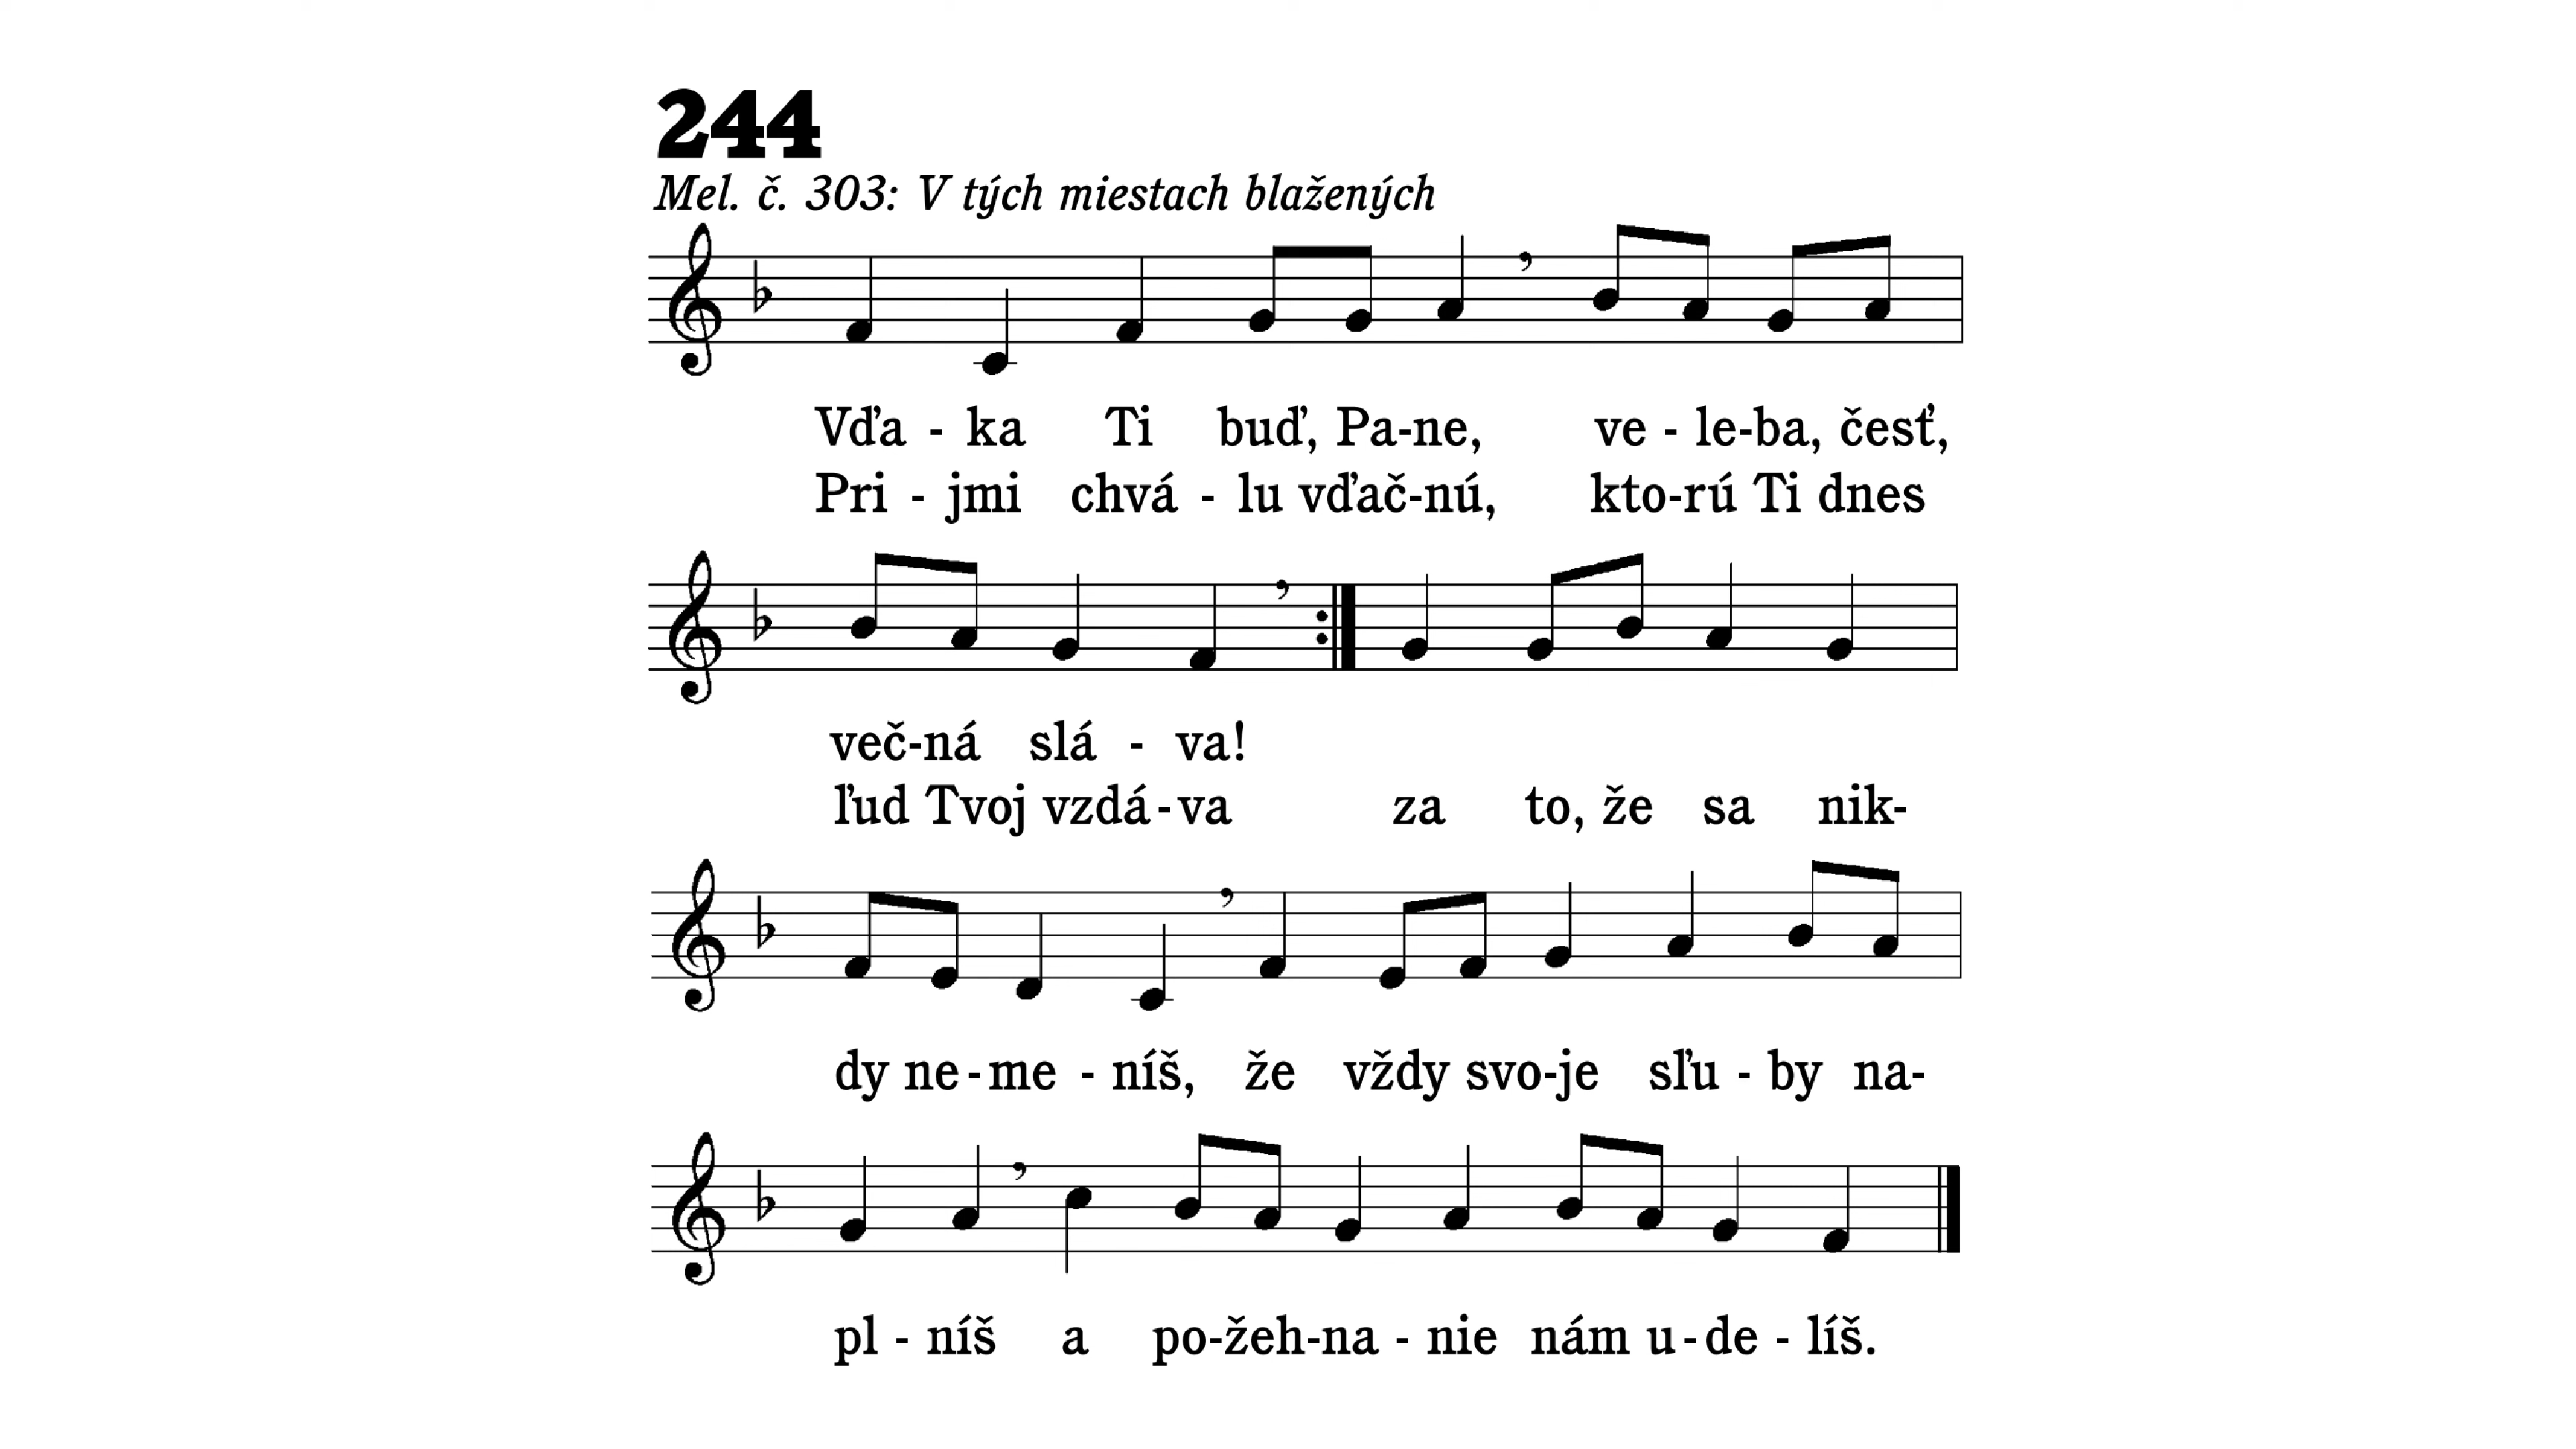 244
Mel. č. 303: V tých miestach blažených
Vďa - ka Ti buď, Pa-ne, ve - le-ba, česť,
Pri - jmi chvá - lu vďač-nú, kto-rú Ti dnes
več-ná slá - va!
ľud Tvoj vzdá-va za to, že sa nik-
dy ne-me - níš, že vždy svo-je sľu - by na-
pl - níš a po-žeh-na - nie nám u-de - líš.